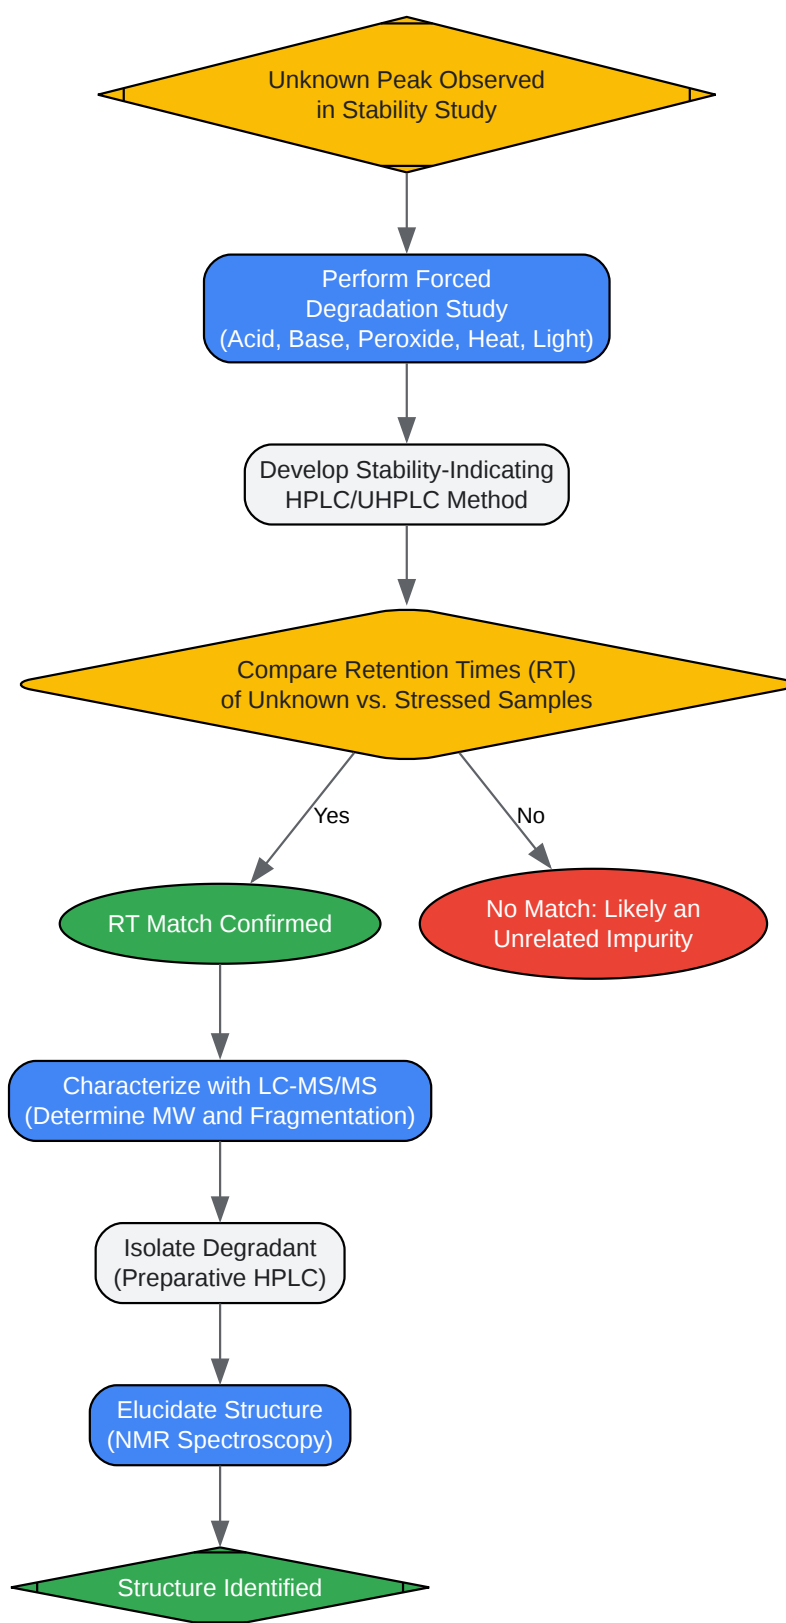 Unknown Peak Observed
in Stability Study
Perform Forced
Degradation Study
(Acid, Base, Peroxide, Heat, Light)
Develop Stability-Indicating
HPLC/UHPLC Method
Compare Retention Times (RT)
of Unknown vs. Stressed Samples
Yes
No
RT Match Confirmed
No Match: Likely an
Unrelated Impurity
Characterize with LC-MS/MS
(Determine MW and Fragmentation)
Isolate Degradant
(Preparative HPLC)
Elucidate Structure
(NMR Spectroscopy)
Structure Identified